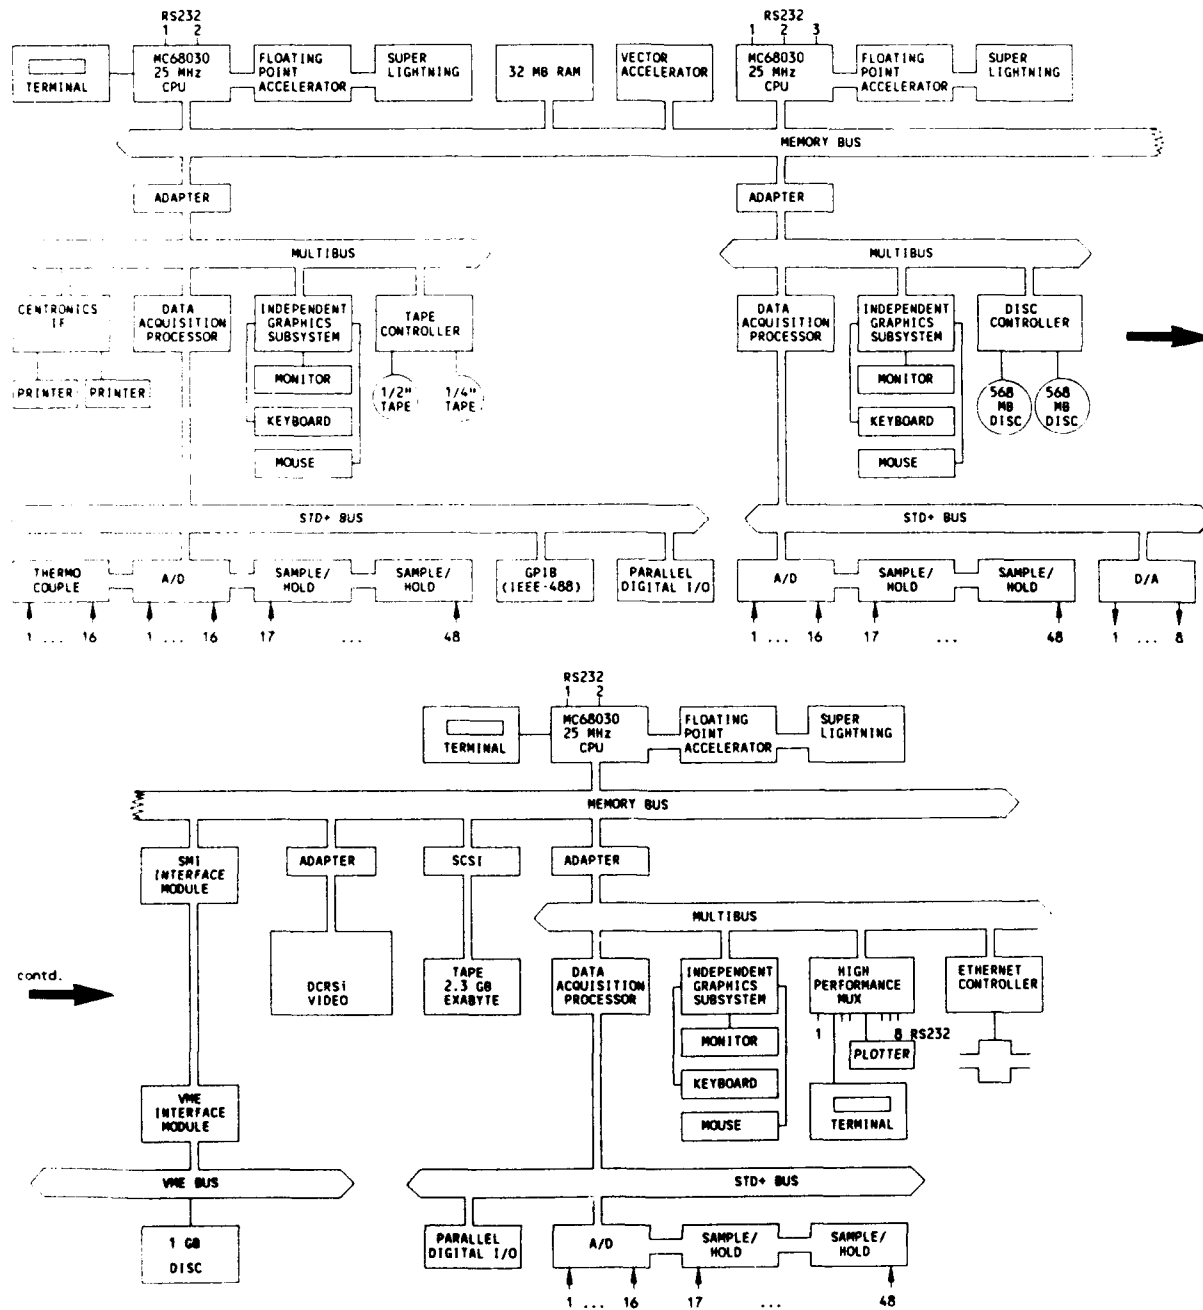 RS232
1 2
TERMINAL
MC68030
25 MHz
CPU
FLOATING
POINT
ACCELERATOR
SUPER
LIGHTNING
32 MB RAM
VECTOR
ACCELERATOR
RS232
1 2 3
MC68030
25 MHz
CPU
FLOATING
POINT
ACCELERATOR
SUPER
LIGHTNING
MEMORY BUS
ADAPTER
ADAPTER
MULTIBUS
MULTIBUS
CENTRONICS
IF
DATA
ACQUISITION
PROCESSOR
INDEPENDENT
GRAPHICS
SUBSYSTEM
TAPE
CONTROLLER
DATA
ACQUISITION
PROCESSOR
INDEPENDENT
GRAPHICS
SUBSYSTEM
DISC
CONTROLLER
PRINTER
PRINTER
MONITOR
KEYBOARD
MOUSE
1/2"
TAPE
1/4"
TAPE
MONITOR
KEYBOARD
MOUSE
568
MB
DISC
568
MB
DISC
STD+ BUS
STD+ BUS
THERMO
COUPLE
A/D
SAMPLE/
HOLD
SAMPLE/
HOLD
GPIB
(IEEE-488)
PARALLEL
DIGITAL I/O
A/D
SAMPLE/
HOLD
SAMPLE/
HOLD
D/A
1 ... 16 1 ... 16 17 ... 48 1 ... 16 17 ... 48 1 ... 8
RS232
1 2
TERMINAL
MC68030
25 MHz
CPU
FLOATING
POINT
ACCELERATOR
SUPER
LIGHTNING
MEMORY BUS
SMI
INTERFACE
MODULE
ADAPTER
SCSI
ADAPTER
MULTIBUS
contd.
DCRSi
VIDEO
TAPE
2.3 GB
EXABYTE
DATA
ACQUISITION
PROCESSOR
INDEPENDENT
GRAPHICS
SUBSYSTEM
HIGH
PERFORMANCE
MUX
ETHERNET
CONTROLLER
1 8 RS232
MONITOR
PLOTTER
KEYBOARD
MOUSE
TERMINAL
VME
INTERFACE
MODULE
VME BUS
STD+ BUS
1 GB
DISC
PARALLEL
DIGITAL I/O
A/D
SAMPLE/
HOLD
SAMPLE/
HOLD
1 ... 16 17 ... 48